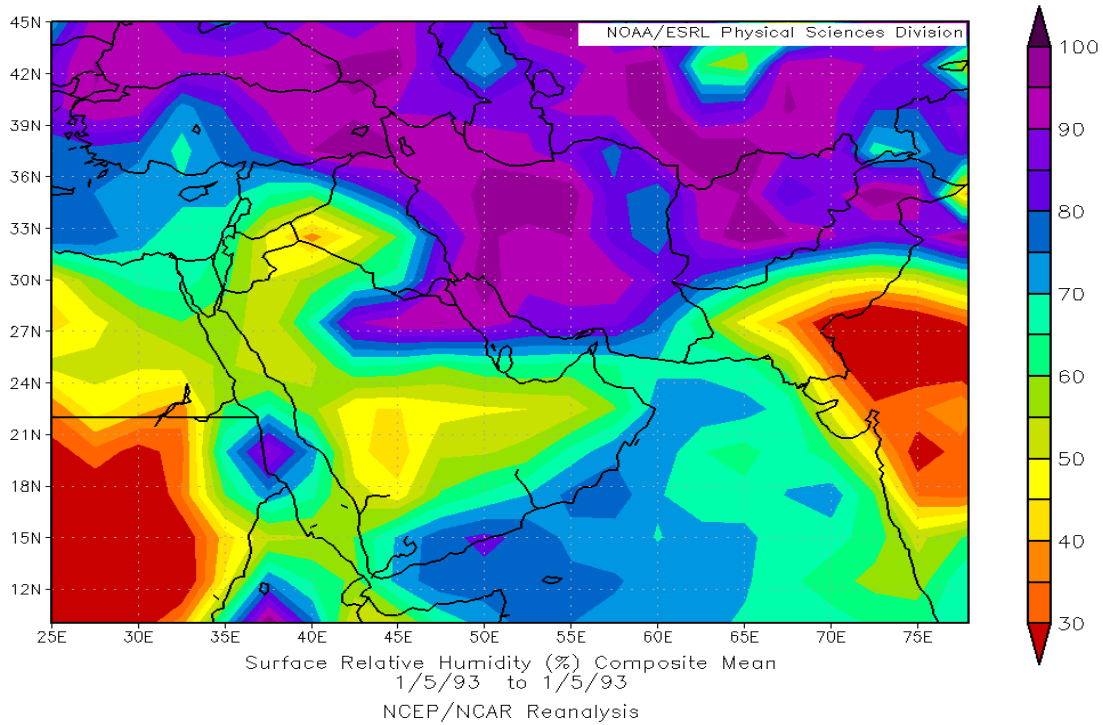 NOAA/ESRL Physical Sciences Division
45N
42N
39N
36N
33N
30N
27N
24N
21N
18N
15N
12N
25E 30E 35E 40E 45E 50E 55E 60E 65E 70E 75E
100
90
80
70
60
50
40
30
Surface Relative Humidity (%) Composite Mean
1/5/93 to 1/5/93
NCEP/NCAR Reanalysis